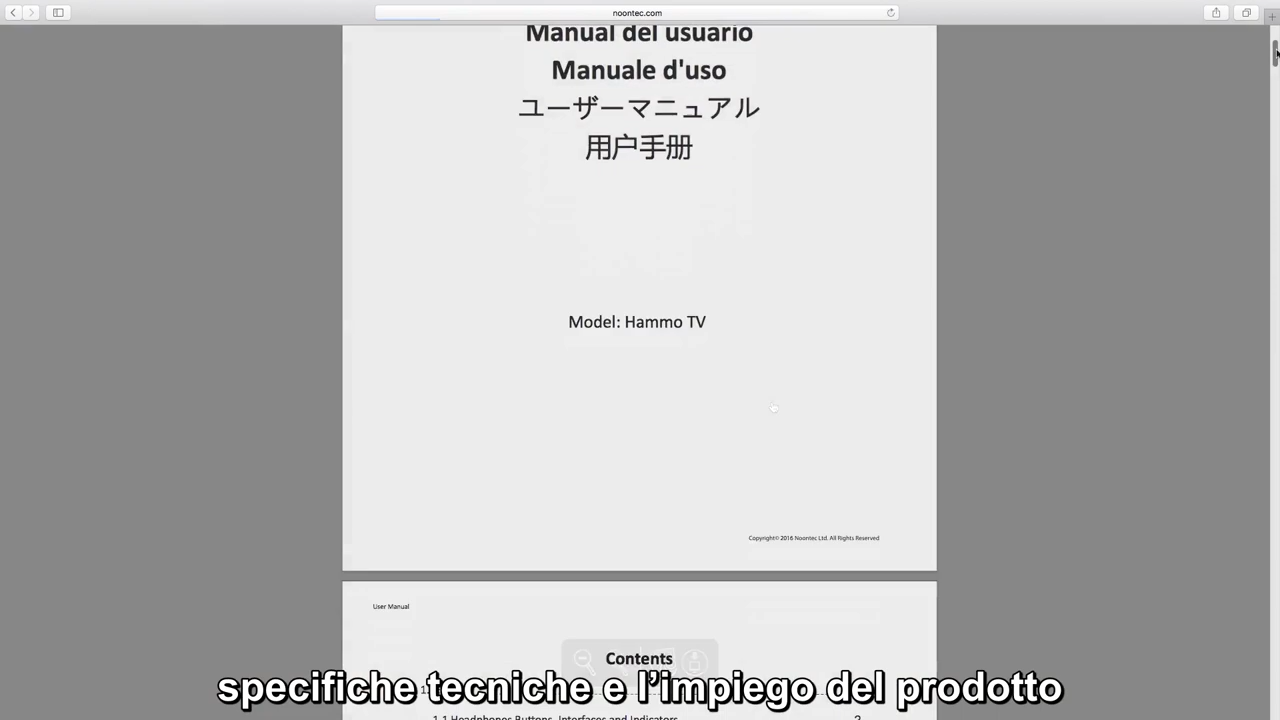 noontec.com
Manual del usuario
Manuale d'uso
ユーザーマニュアル
用户手册
Model: Hammo TV
Copyright© 2016 Noontec Ltd. All Rights Reserved
User Manual
Contents
specifiche tecniche e l'impiego del prodotto
1.1 Headphones Buttons, Interfaces and Indicators